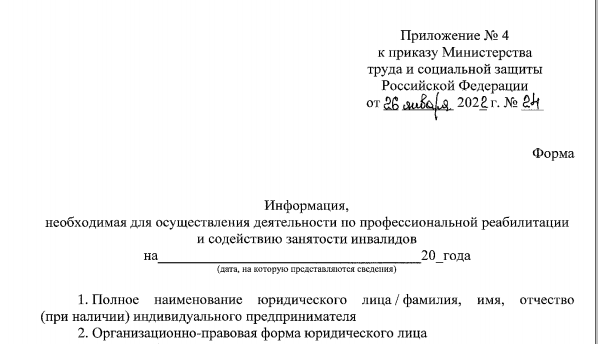 Приложение № 4
к приказу Министерства
труда и социальной защиты
Российской Федерации
от 26 января 2022 г. № 24
Форма
Информация,
необходимая для осуществления деятельности по профессиональной реабилитации
и содействию занятости инвалидов
на_____________________________________20_года
(дата, на которую представляются сведения)
1. Полное наименование юридического лица / фамилия, имя, отчество
(при наличии) индивидуального предпринимателя
2. Организационно-правовая форма юридического лица